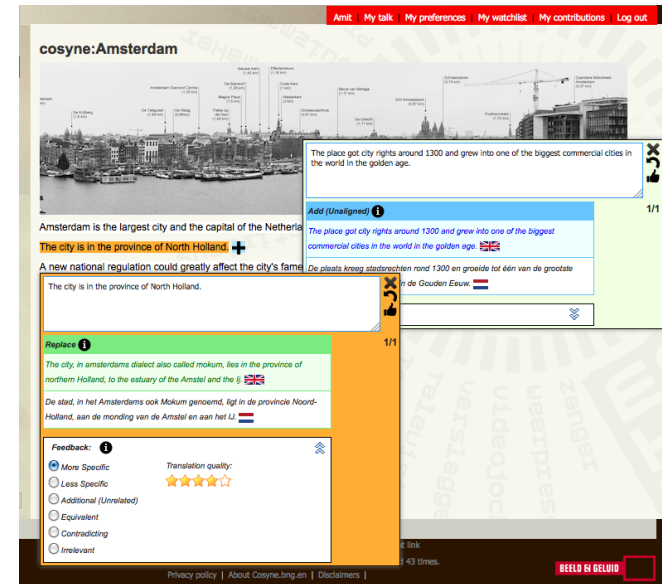 Amit My talk My preferences My watchlist My contributions Log out
cosyne:Amsterdam
The place got city rights around 1300 and grew into one of the biggest commercial cities in
the world in the golden age.
1/1
Add (Unaligned)
The place got city rights around 1300 and grew into one of the biggest
commercial cities in the world in the golden age.
De plaats kreeg stadsrechten rond 1300 en groeide tot één van de grootste
n de Gouden Eeuw.
Amsterdam is the largest city and the capital of the Netherla
The city is in the province of North Holland.
A new national regulation could greatly affect the city's fame
The city is in the province of North Holland.
1/1
Replace
The city, in amsterdams dialect also called mokum, lies in the province of
northern Holland, to the estuary of the Amstel and the Ij.
De stad, in het Amsterdams ook Mokum genoemd, ligt in de provincie Noord-
Holland, aan de monding van de Amstel en aan het IJ.
Feedback:
More Specific
Less Specific
Additional (Unrelated)
Equivalent
Contradicting
Irrelevant
Translation quality:
t link
d 43 times.
Privacy policy | About Cosyne.bng.en | Disclaimers |
BEELD EN GELUID